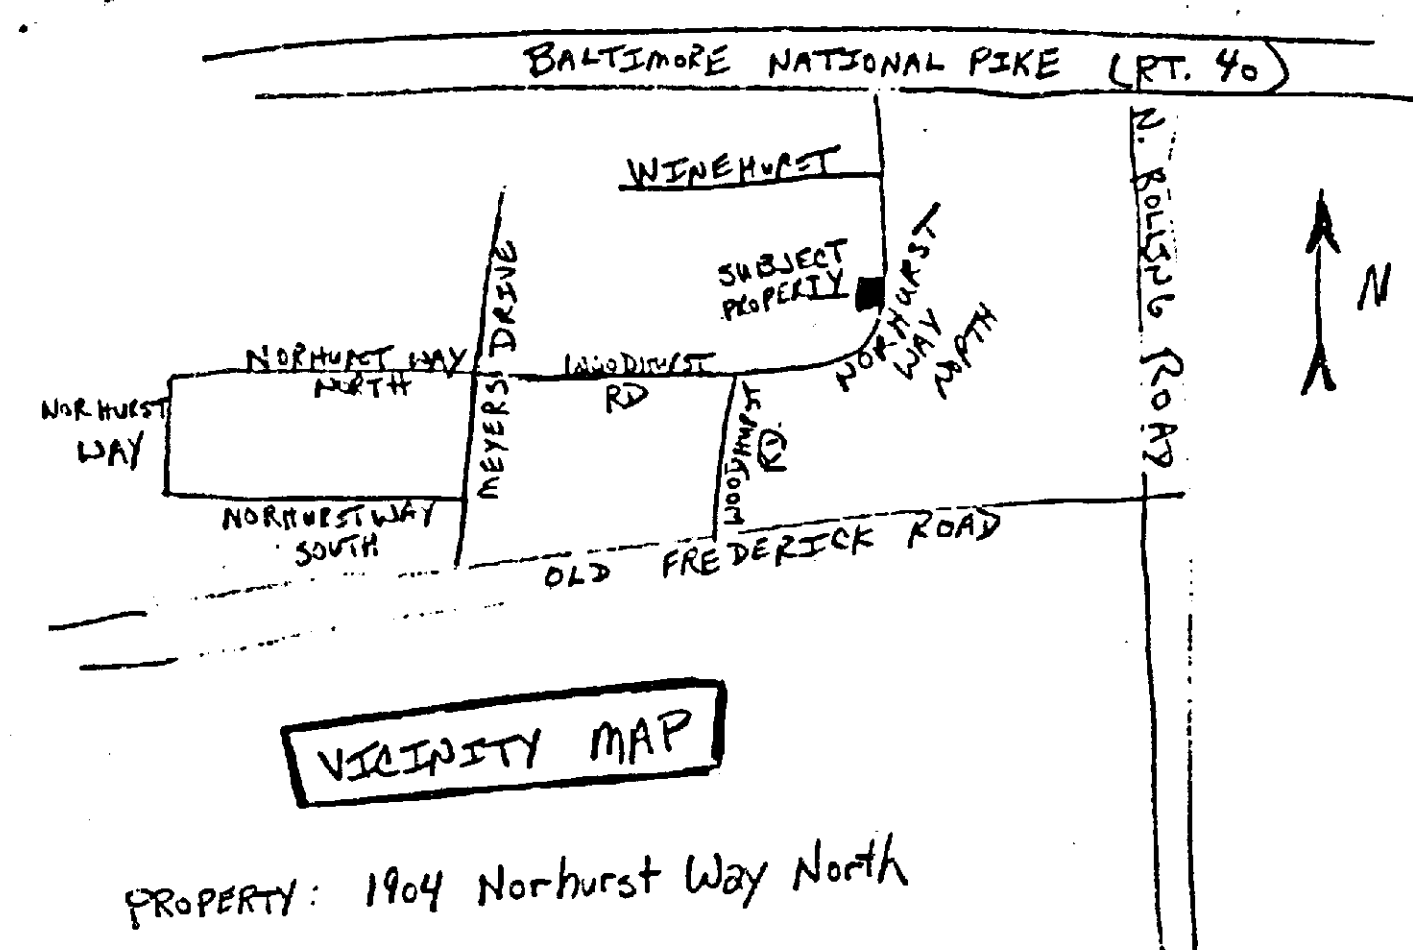 BALTIMORE NATIONAL PIKE (RT. 40)
N. ROLLING ROAD
WINEHURST
SUBJECT
PROPERTY
NORHURST
WAY
NORTH
N
MEYERS DRIVE
NORHURST WAY
NORTH
WOODHURST
RD
NORHURST
WAY
WOODHURST
RD.
NORHURST WAY
SOUTH
OLD FREDERICK ROAD
VICINITY MAP
PROPERTY: 1904 Norhurst Way North